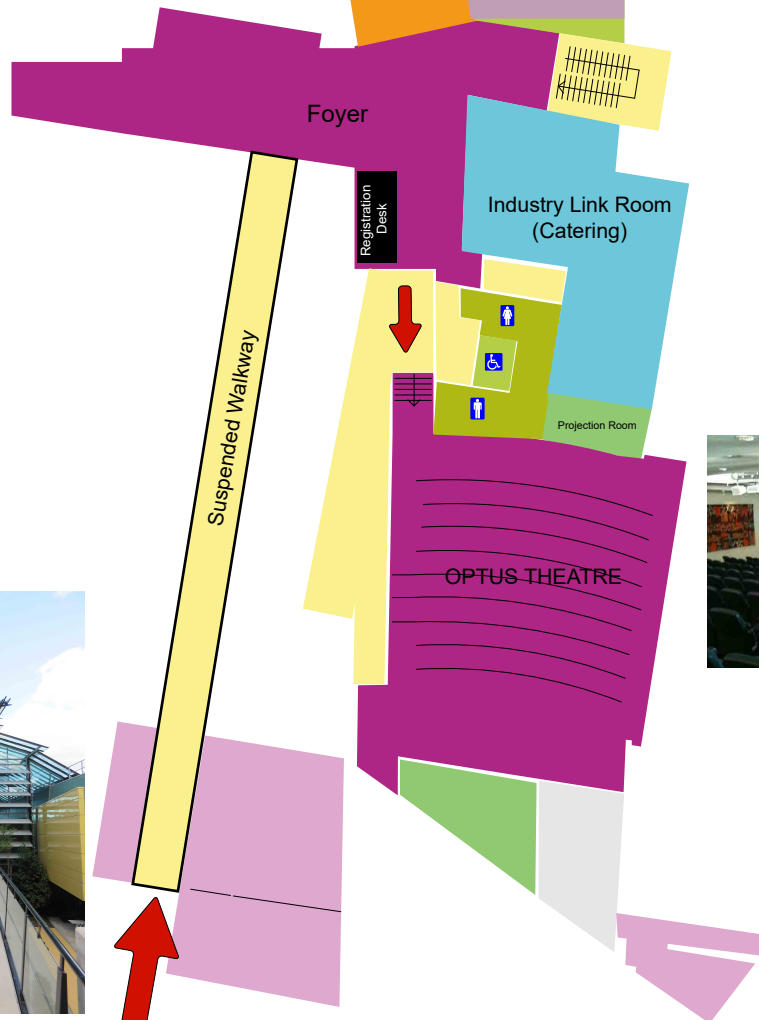 Foyer
Registration
Desk
Industry Link Room
(Catering)
Suspended Walkway
Projection Room
OPTUS THEATRE